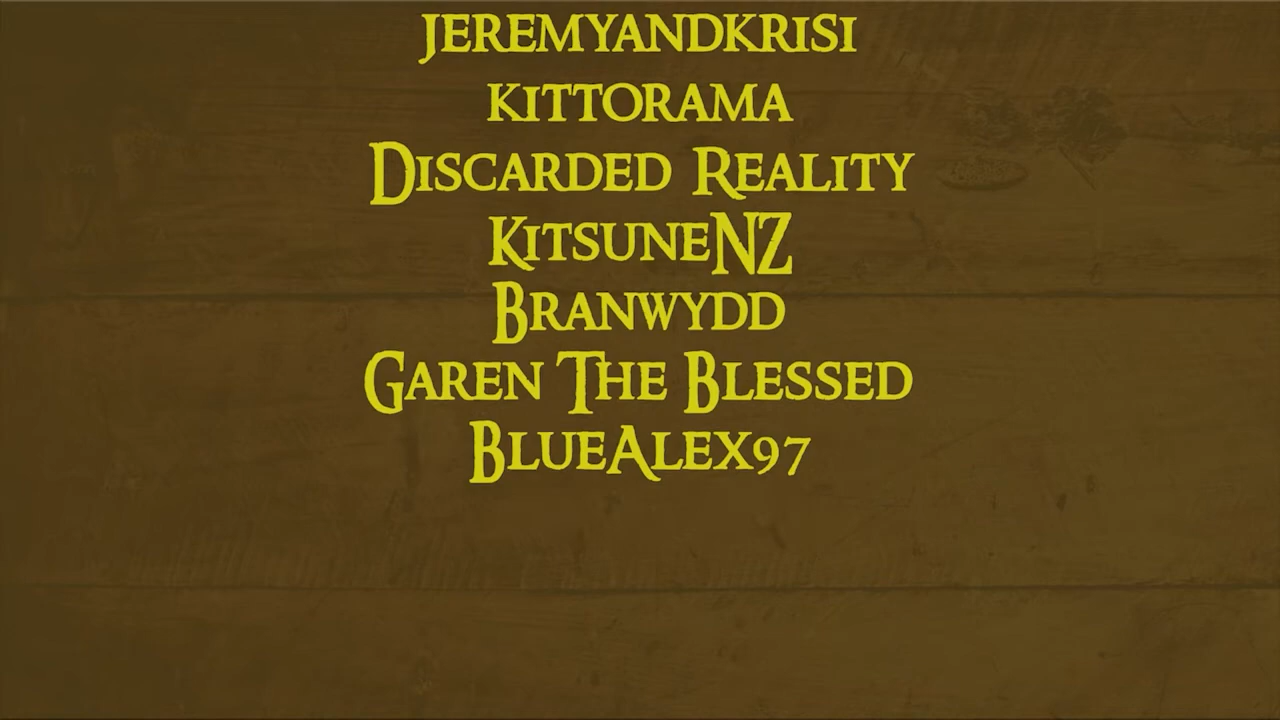 jeremyandkrisi
kittorama
Discarded Reality
KitsuneNZ
Branwydd
Garen The Blessed
BlueAlex97